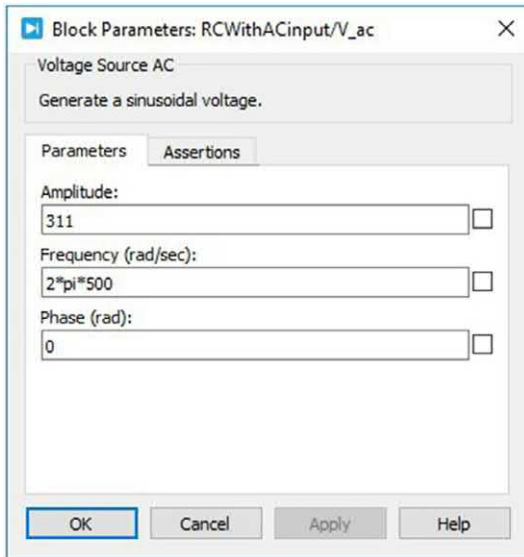 Block Parameters: RCWithACinput/V_ac
Voltage Source AC
Generate a sinusoidal voltage.
Parameters Assertions
Amplitude:
311
Frequency (rad/sec):
2*pi*500
Phase (rad):
0
OK Cancel Apply Help